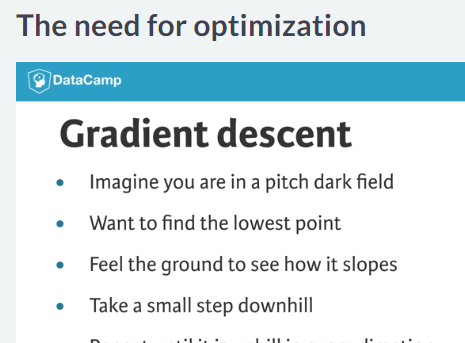 The need for optimization
DataCamp
Gradient descent
• Imagine you are in a pitch dark field
• Want to find the lowest point
• Feel the ground to see how it slopes
• Take a small step downhill